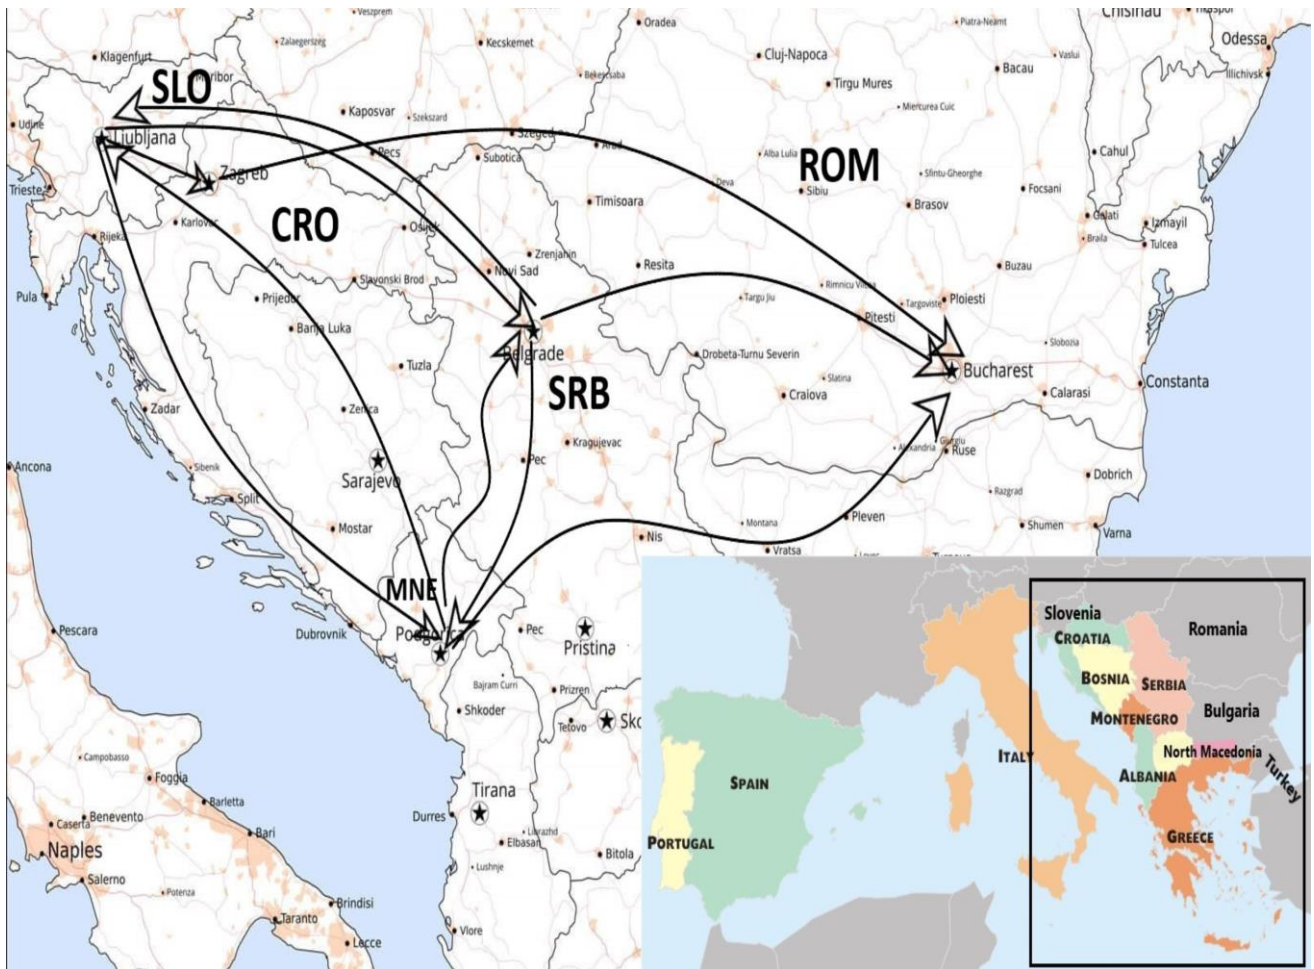 Veszprem
Oradea
Piatra-Neamt
Chisinau
Zalaegerszeg
Kecskemet
Cluj-Napoca
Vaslui
Odessa
Klagenfurt
Bekescsaba
Bacau
Illichivsk
SLO
Maribor
Tirgu Mures
Kaposvar
Szekszard
Miercurea Ciuc
Udine
Ljubljana
Pecs
Szeged
Arad
Subotica
Alba Lulia
ROM
Cahul
Trieste
Zagreb
Deva
Sibiu
Sfintu-Gheorghe
Focsani
Timisoara
Brasov
Karlovac
CRO
Osijek
Galati
Izmayil
Rijeka
Braila
Tulcea
Zrenjanin
Novi Sad
Resita
Buzau
Slavonski Brod
Rimnicu Vilcea
Pula
Prijedor
Targu Jiu
Targoviste
Ploiesti
Banja Luka
Pitesti
Belgrade
Drobeta-Turnu Severin
Slobozia
Tuzla
Bucharest
Slatina
Constanta
SRB
Craiova
Calarasi
Zadar
Zenica
Kragujevac
Alexandria
Giurgiu
Ruse
Ancona
Sibenik
Sarajevo
Pec
Dobrich
Split
Razgrad
Mostar
Montana
Pleven
Shumen
Varna
Nis
Vratsa
MNE
Pescara
Dubrovnik
Podgorica
Pec
Pristina
Bajram Curri
Prizren
Shkoder
Tetovo
Sko
Campobasso
Foggia
Tirana
Barletta
Durres
Caserta
Benevento
Bari
Elbasan
Naples
Bitola
Lushnje
Salerno
Potenza
Brindisi
Taranto
Vlore
Lecce
Slovenia
CROATIA
Romania
BOSNIA
SERBIA
MONTENEGRO
Bulgaria
ITALY
North Macedonia
Turkey
ALBANIA
SPAIN
PORTUGAL
GREECE